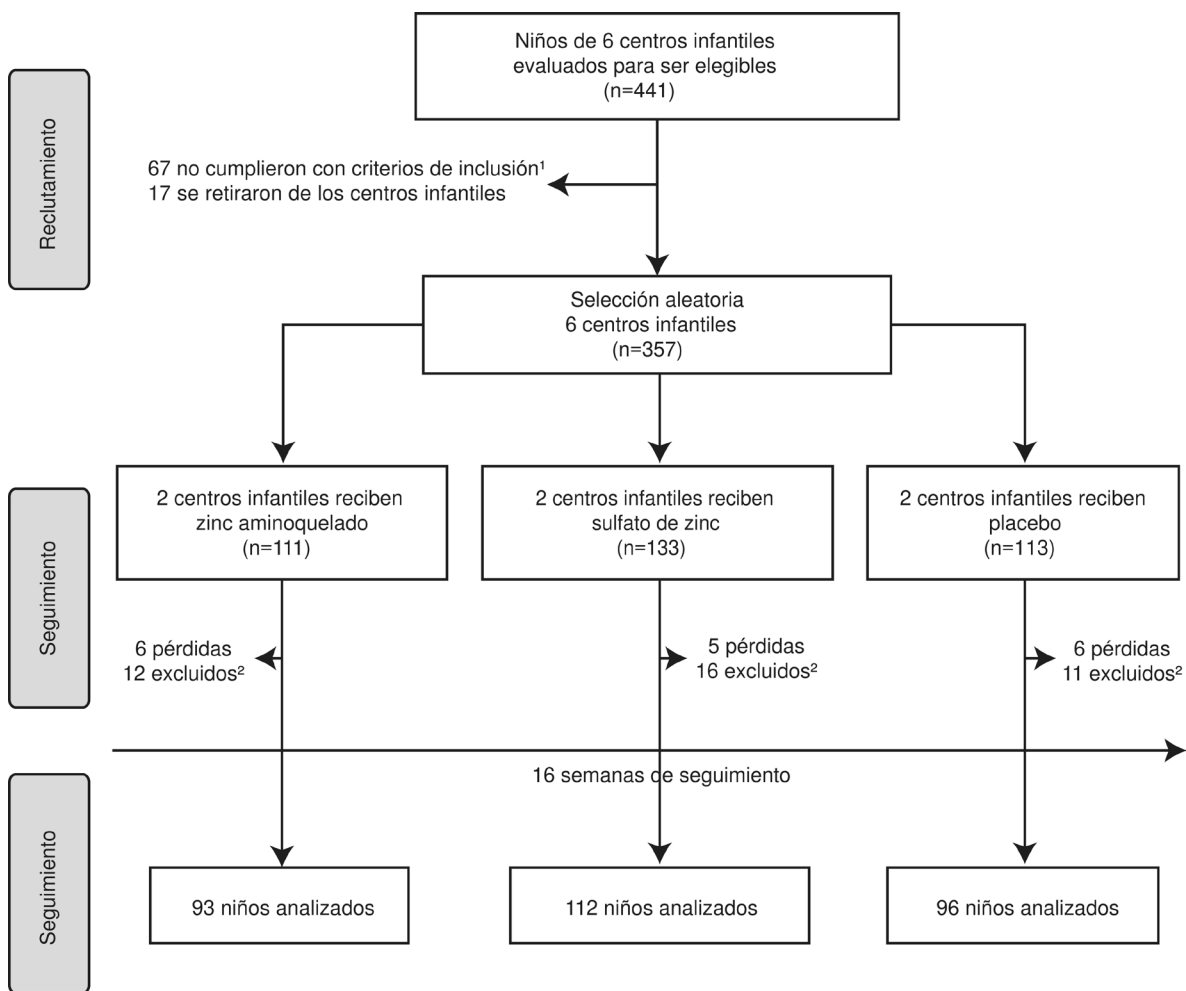 Niños de 6 centros infantiles
evaluados para ser elegibles
(n=441)
Reclutamiento
67 no cumplieron con criterios de inclusión¹
17 se retiraron de los centros infantiles
Selección aleatoria
6 centros infantiles
(n=357)
Seguimiento
2 centros infantiles reciben
zinc aminoquelado
(n=111)
2 centros infantiles reciben
sulfato de zinc
(n=133)
2 centros infantiles reciben
placebo
(n=113)
6 pérdidas
12 excluidos²
5 pérdidas
16 excluidos²
6 pérdidas
11 excluidos²
16 semanas de seguimiento
Seguimiento
93 niños analizados
112 niños analizados
96 niños analizados